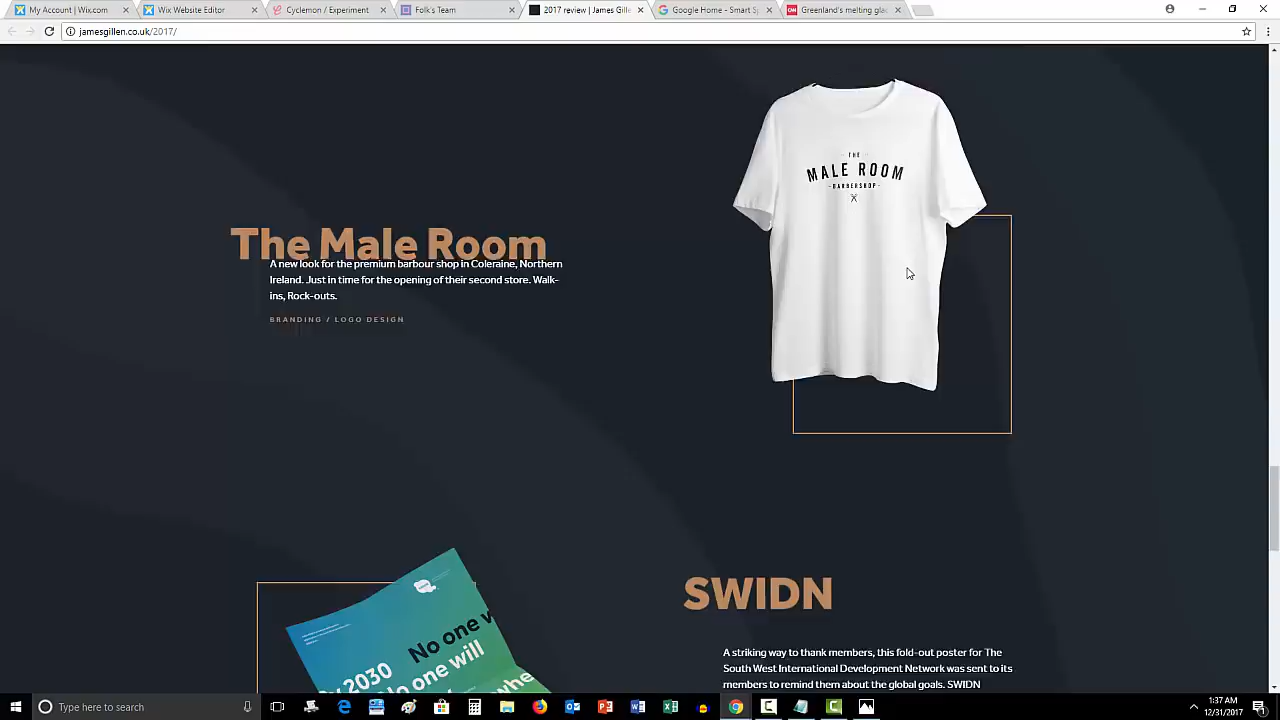 My Account | Wix.com
Wix Website Editor
Cyclemon / Experiment
Folk's Team
2017 review | James Gille
Google Home - Smart Sp
Greenland's melting gla
jamesgillen.co.uk/2017/
THE
MALE ROOM
-BARBERSHOP-
The Male Room
A new look for the premium barbour shop in Coleraine, Northern
Ireland. Just in time for the opening of their second store. Walk-
ins, Rock-outs.
BRANDING / LOGO DESIGN
No one w
y 2030
o one will
whe
SWIDN
A striking way to thank members, this fold-out poster for The
South West International Development Network was sent to its
members to remind them about the global goals. SWIDN
Type here to search
1:37 AM
12/31/2017